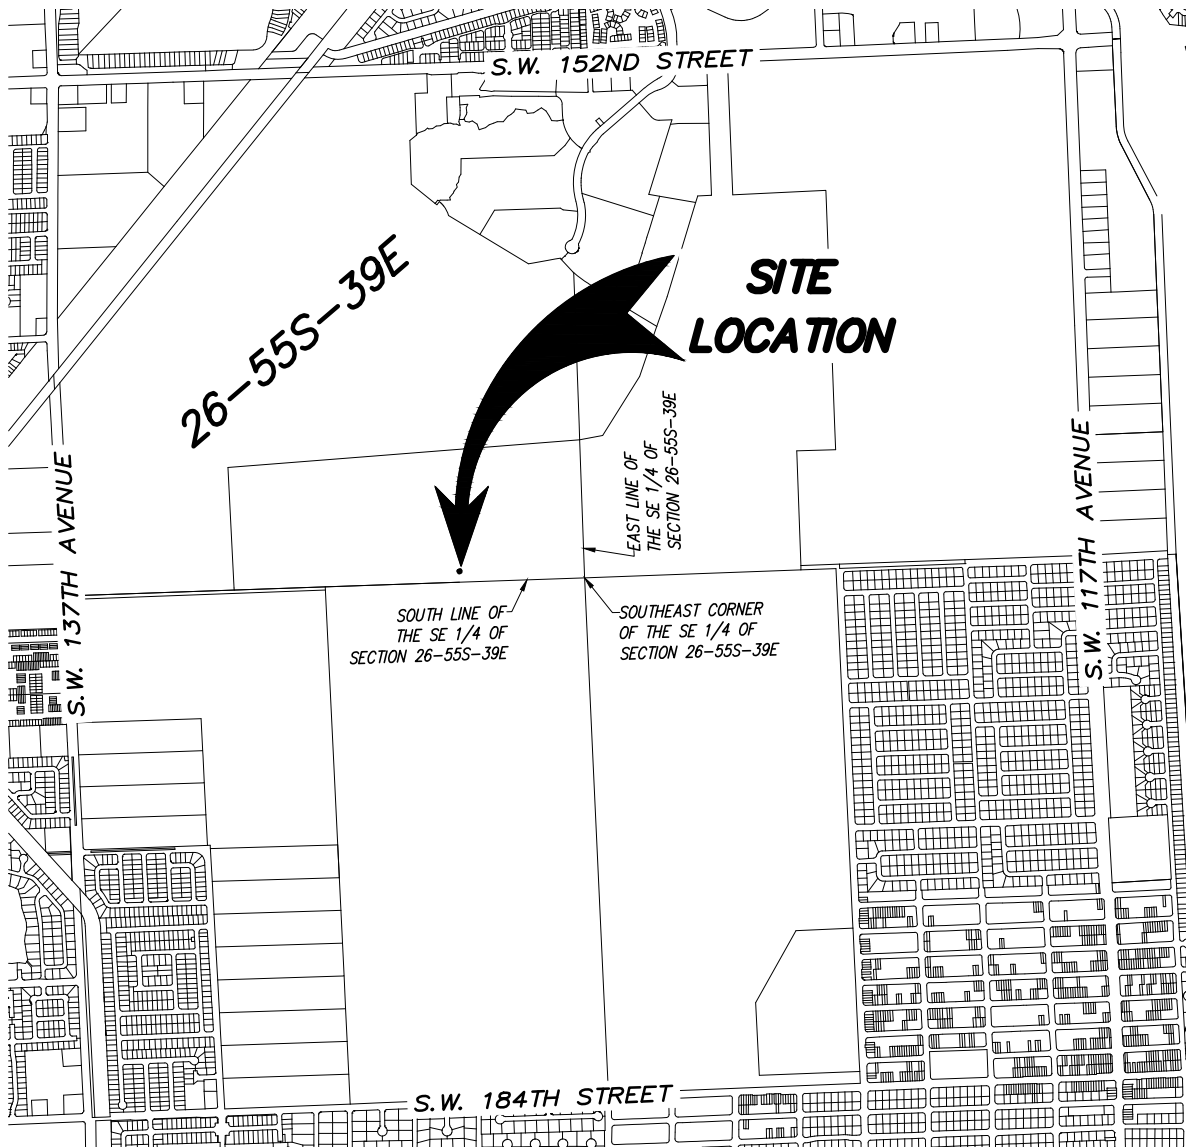 S.W. 152ND STREET
26-55S-39E
SITE
LOCATION
S.W. 137TH AVENUE
EAST LINE OF
THE SE 1/4 OF
SECTION 26-55S-39E
S.W. 117TH AVENUE
SOUTH LINE OF
THE SE 1/4 OF
SECTION 26-55S-39E
SOUTHEAST CORNER
OF THE SE 1/4 OF
SECTION 26-55S-39E
S.W. 184TH STREET